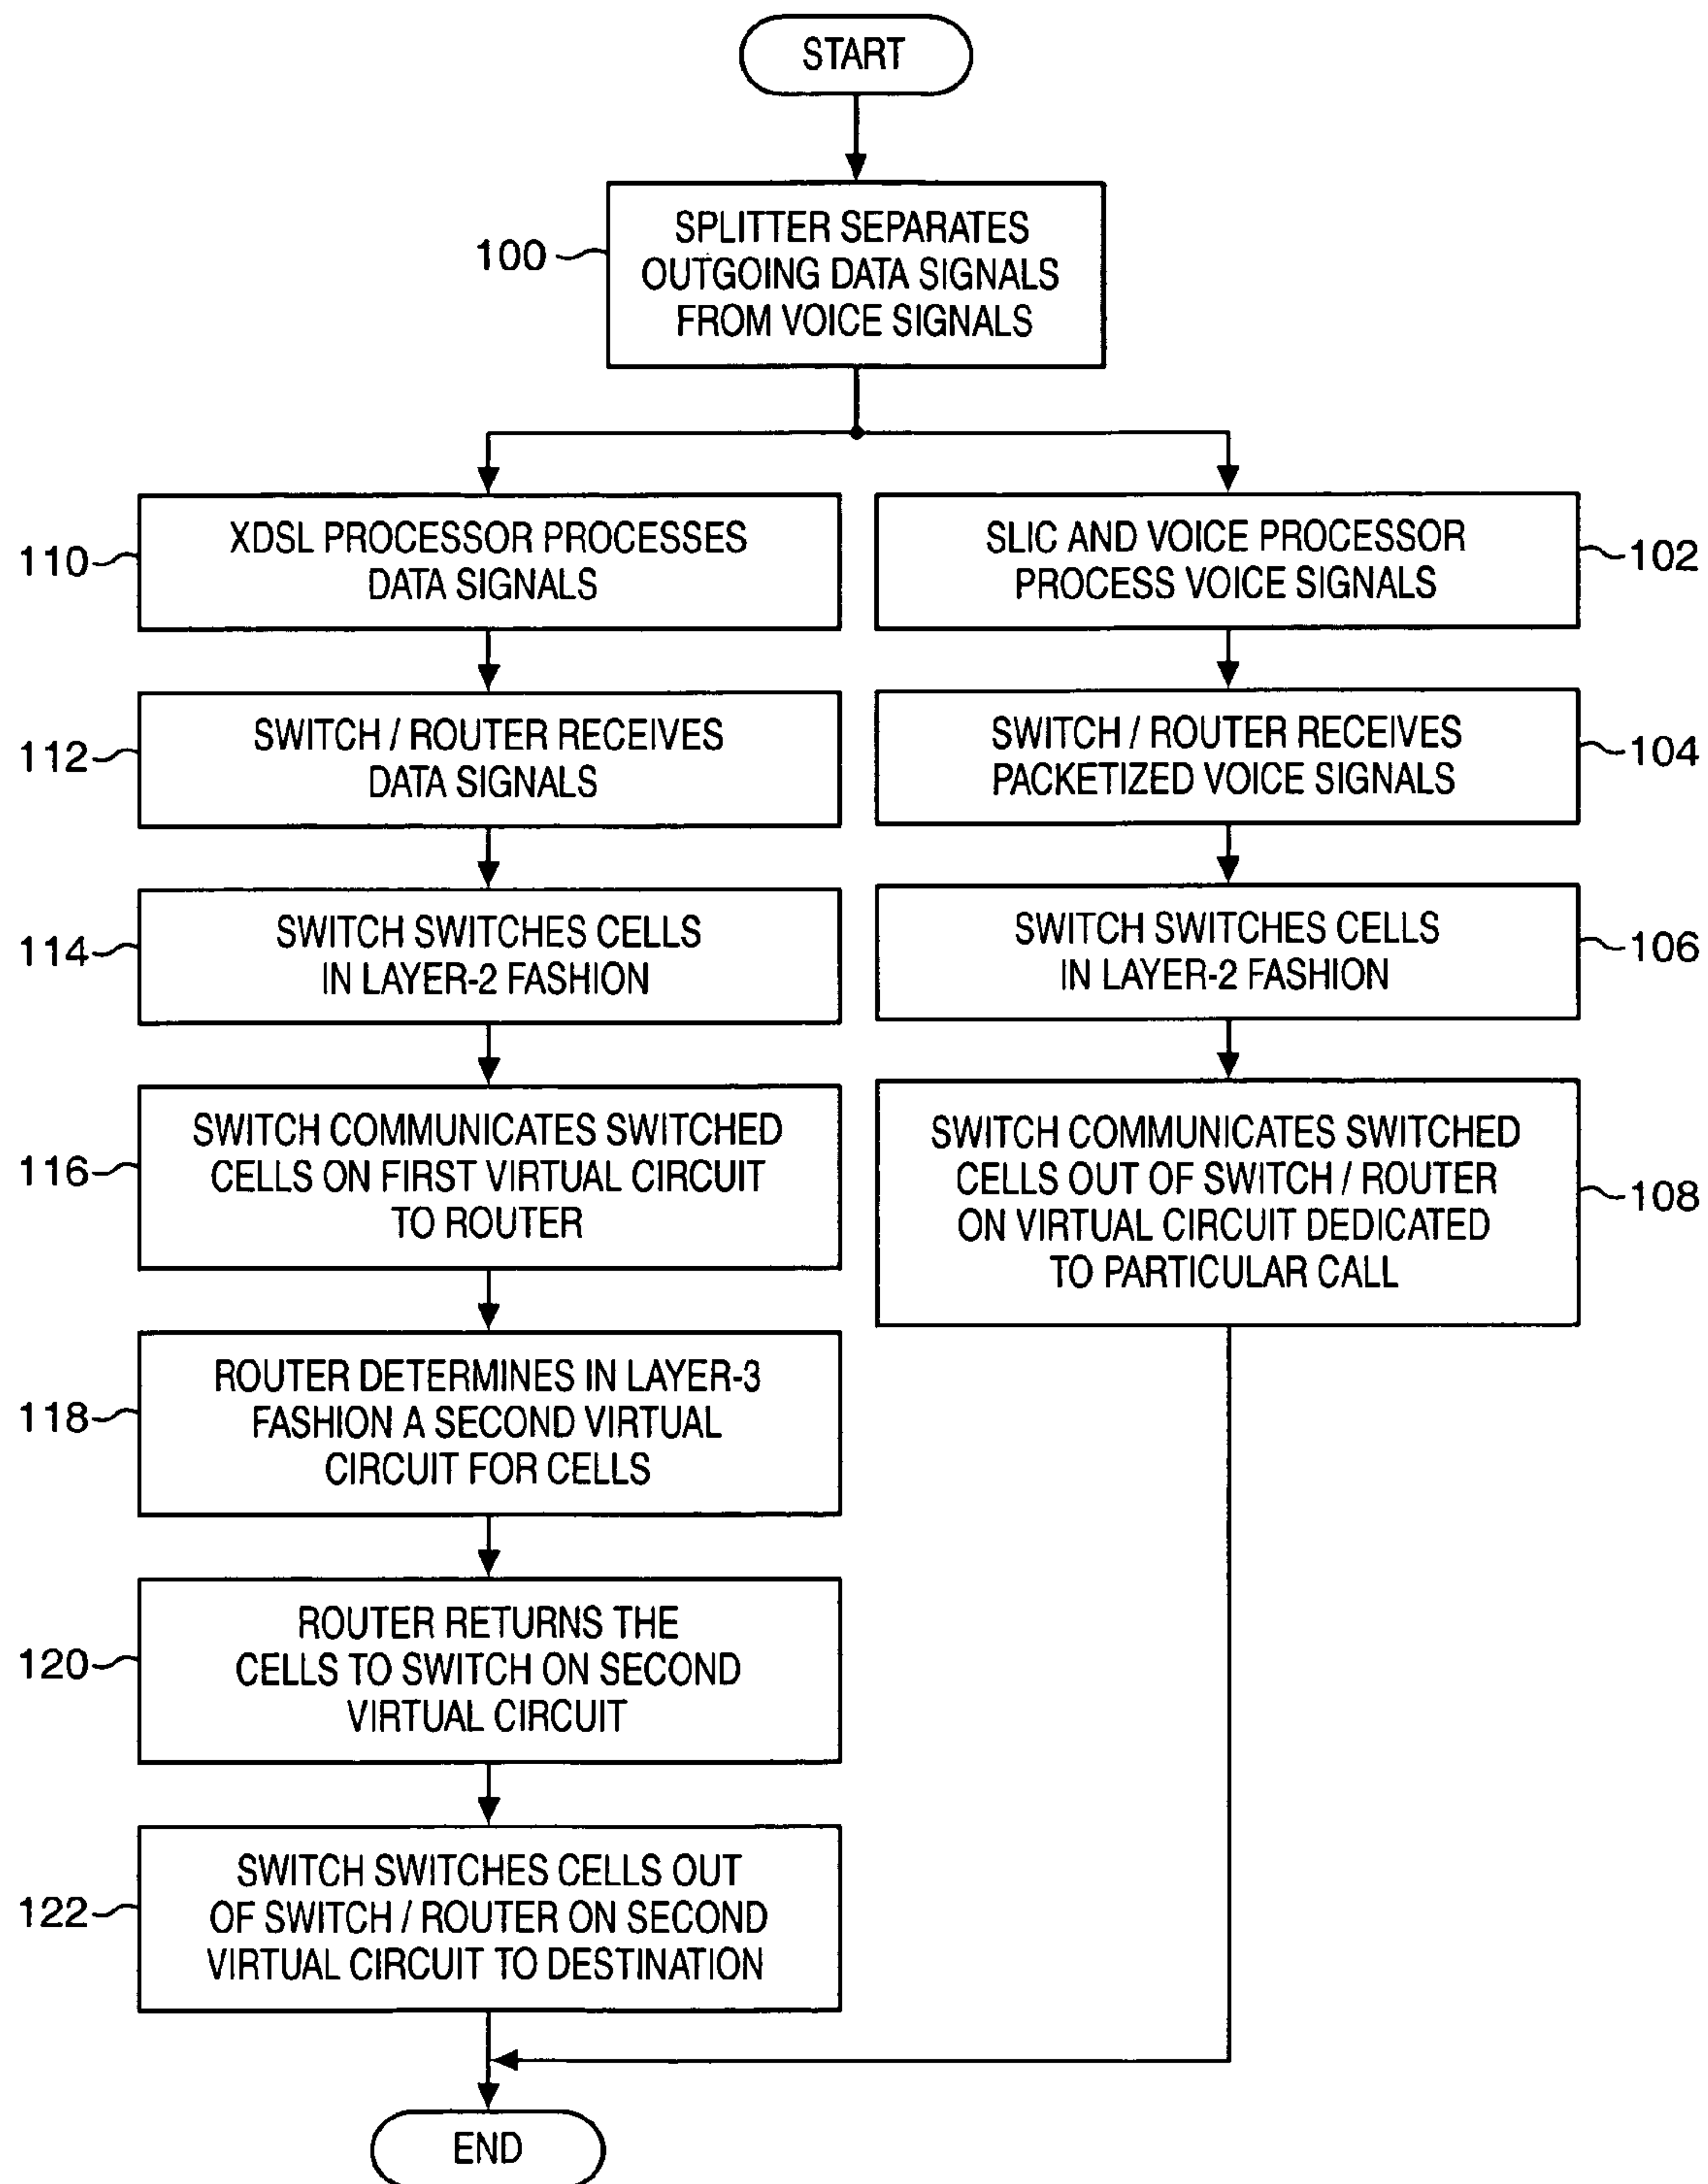 START
100
SPLITTER SEPARATES
OUTGOING DATA SIGNALS
FROM VOICE SIGNALS
110
XDSL PROCESSOR PROCESSES
DATA SIGNALS
112
SWITCH / ROUTER RECEIVES
DATA SIGNALS
114
SWITCH SWITCHES CELLS
IN LAYER-2 FASHION
116
SWITCH COMMUNICATES SWITCHED
CELLS ON FIRST VIRTUAL CIRCUIT
TO ROUTER
118
ROUTER DETERMINES IN LAYER-3
FASHION A SECOND VIRTUAL
CIRCUIT FOR CELLS
120
ROUTER RETURNS THE
CELLS TO SWITCH ON SECOND
VIRTUAL CIRCUIT
122
SWITCH SWITCHES CELLS OUT
OF SWITCH / ROUTER ON SECOND
VIRTUAL CIRCUIT TO DESTINATION
SLIC AND VOICE PROCESSOR
PROCESS VOICE SIGNALS
102
SWITCH / ROUTER RECEIVES
PACKETIZED VOICE SIGNALS
104
SWITCH SWITCHES CELLS
IN LAYER-2 FASHION
106
SWITCH COMMUNICATES SWITCHED
CELLS OUT OF SWITCH / ROUTER
ON VIRTUAL CIRCUIT DEDICATED
TO PARTICULAR CALL
108
END